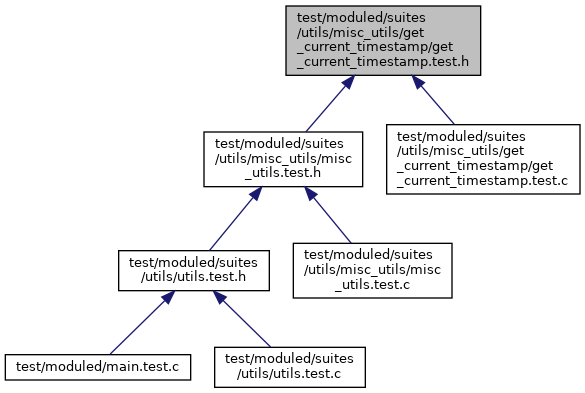 test/moduled/suites
/utils/misc_utils/get
_current_timestamp/get
_current_timestamp.test.h
test/moduled/suites
/utils/misc_utils/misc
_utils.test.h
test/moduled/suites
/utils/misc_utils/get
_current_timestamp/get
_current_timestamp.test.c
test/moduled/suites
/utils/utils.test.h
test/moduled/suites
/utils/misc_utils/misc
_utils.test.c
test/moduled/main.test.c
test/moduled/suites
/utils/utils.test.c